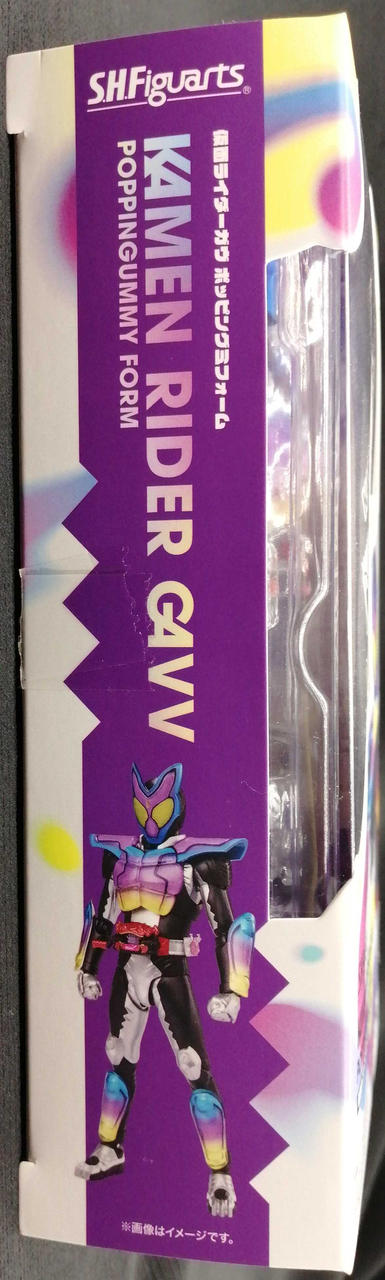 S.H.Figuarts®
仮面ライダーガヴ ポッピングミフォーム
KAMEN RIDER GAVV
POPPINGUMMY FORM
※画像はイメージです。